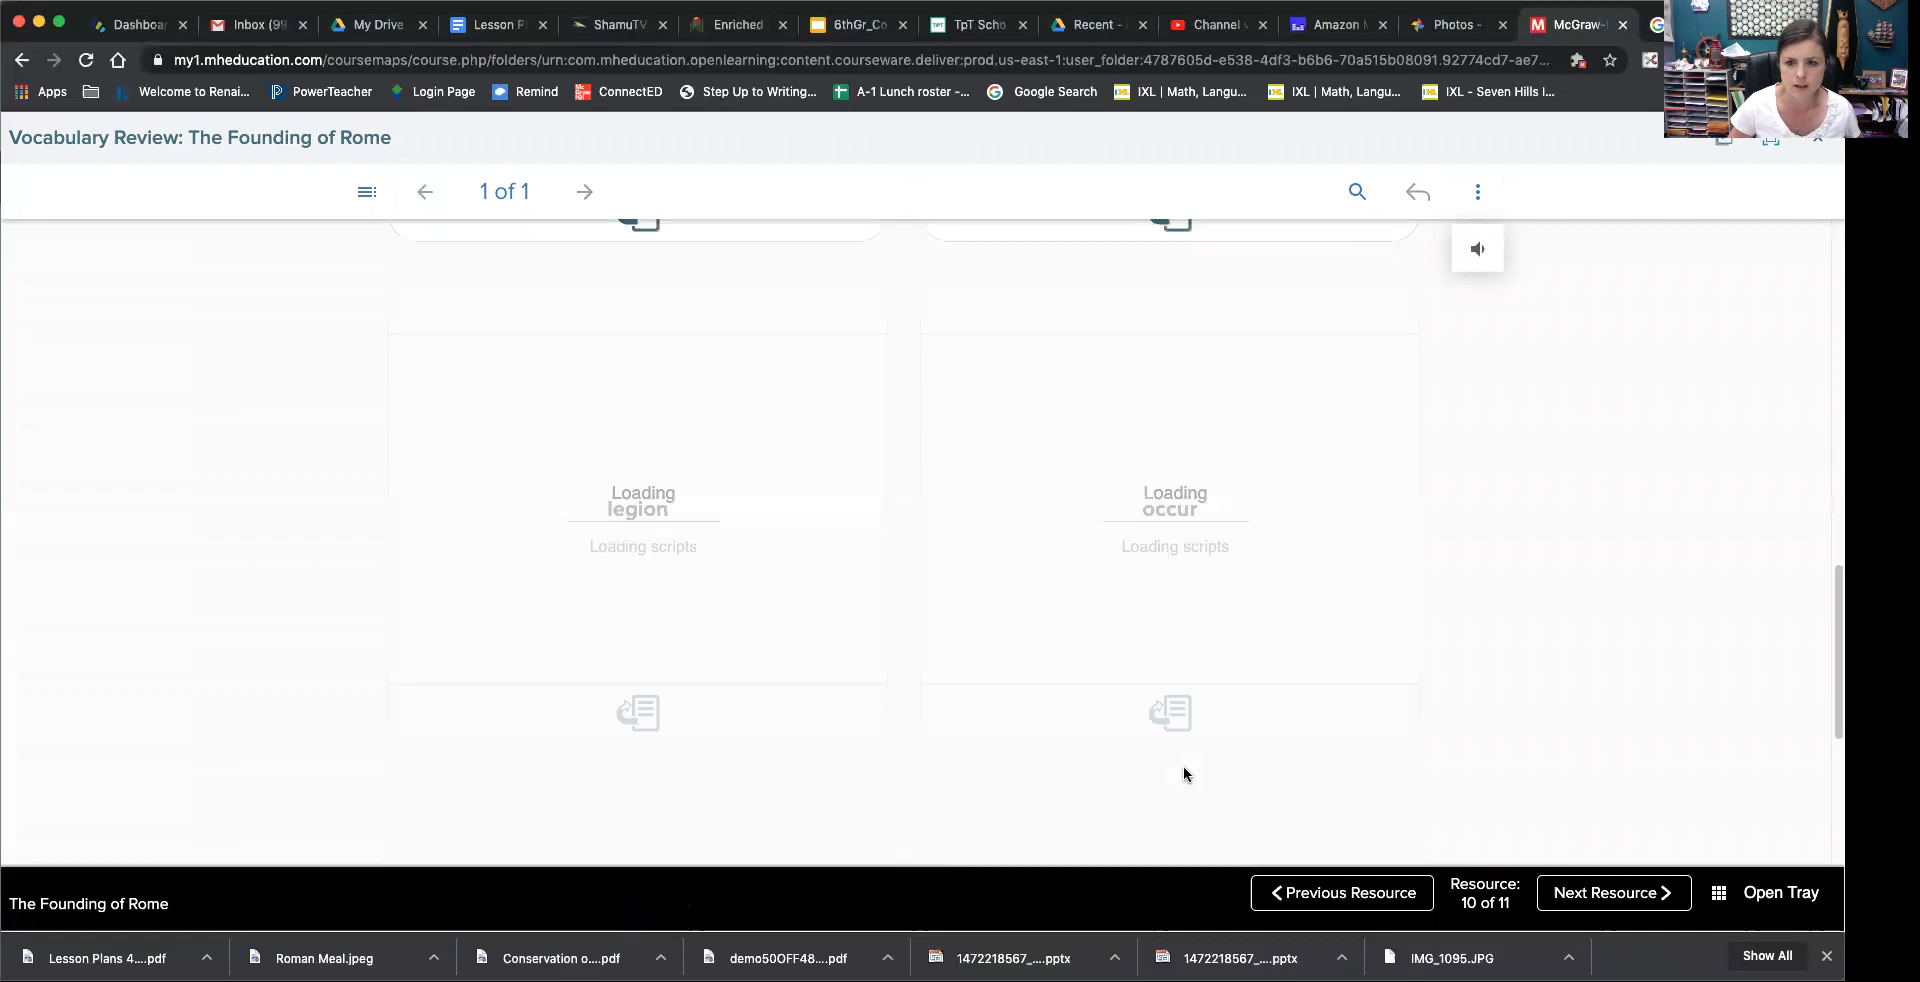 Dashboar
Inbox (99
My Drive
Lesson P
ShamuTV
Enriched
6thGr_Co
TPT
TpT Scho
Recent -
Channel
Amazon
Photos -
M
McGraw-
my1.mheducation.com/coursemaps/course.php/folders/urn:com.mheducation.openlearning:content.courseware.deliver:prod.us-east-1:user_folder:4787605d-e538-4df3-b6b6-70a515b08091.92774cd7-ae7...
Apps
Welcome to Renai...
PowerTeacher
Login Page
Remind
ConnectED
Step Up to Writing...
A-1 Lunch roster -...
Google Search
IXL | Math, Langu...
IXL | Math, Langu...
IXL - Seven Hills I...
Vocabulary Review: The Founding of Rome
1 of 1
Loading
legion
Loading scripts
Loading
occur
Loading scripts
The Founding of Rome
Previous Resource
Resource:
10 of 11
Next Resource
Open Tray
Lesson Plans 4....pdf
Roman Meal.jpeg
Conservation o....pdf
demo50OFF48....pdf
1472218567_....pptx
1472218567_....pptx
IMG_1095.JPG
Show All